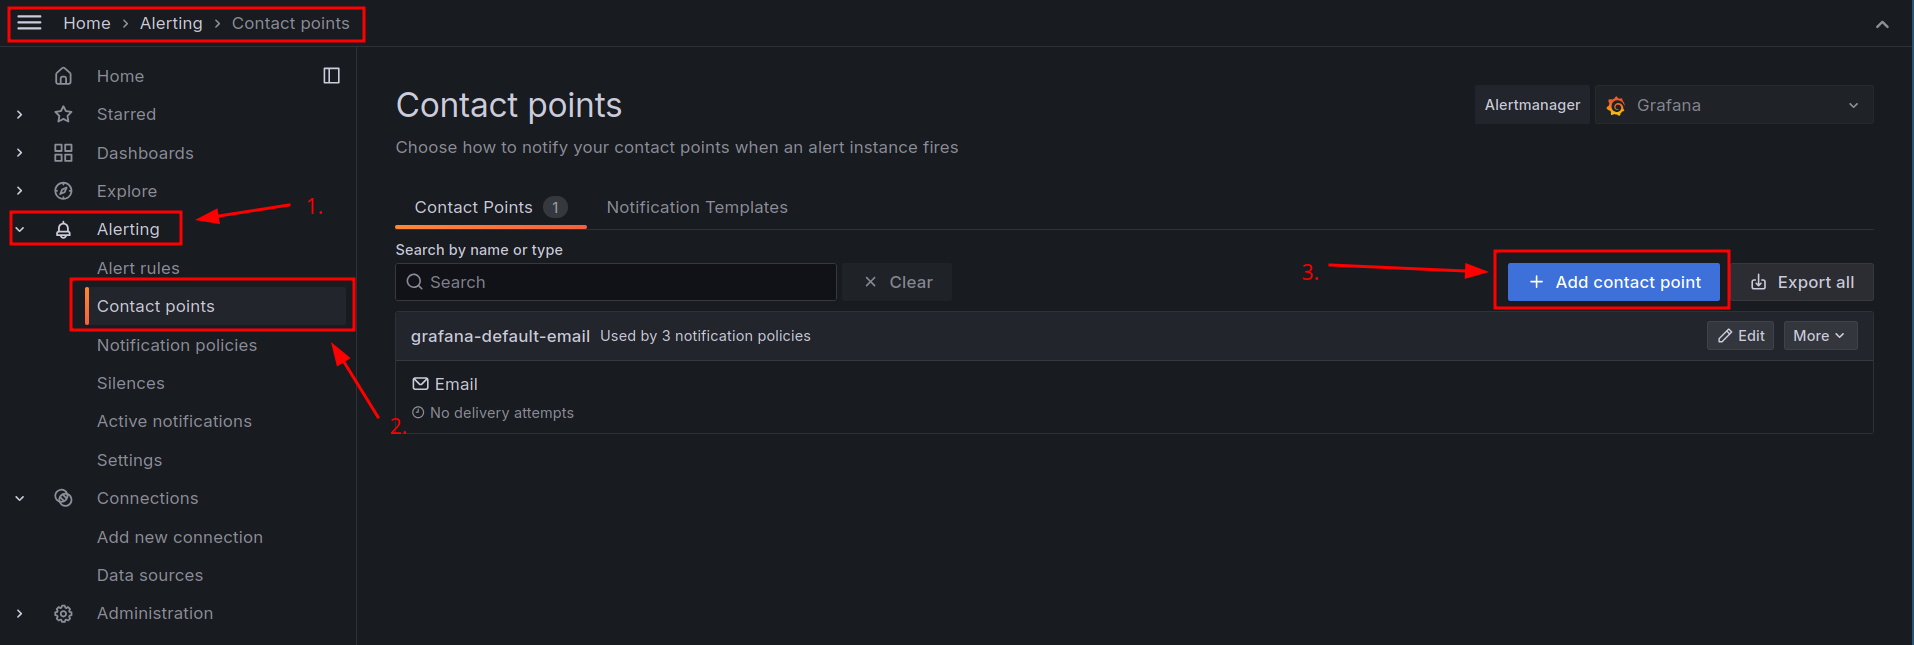 Home › Alerting › Contact points
Home
Starred
Dashboards
Explore
Alerting
1.
Alert rules
Contact points
Notification policies
2.
Silences
Active notifications
Settings
Connections
Add new connection
Data sources
Administration
Contact points
Alertmanager
Grafana
Choose how to notify your contact points when an alert instance fires
Contact Points 1
Notification Templates
Search by name or type
Search
Clear
3.
+ Add contact point
Export all
grafana-default-email Used by 3 notification policies
Edit
More
Email
No delivery attempts